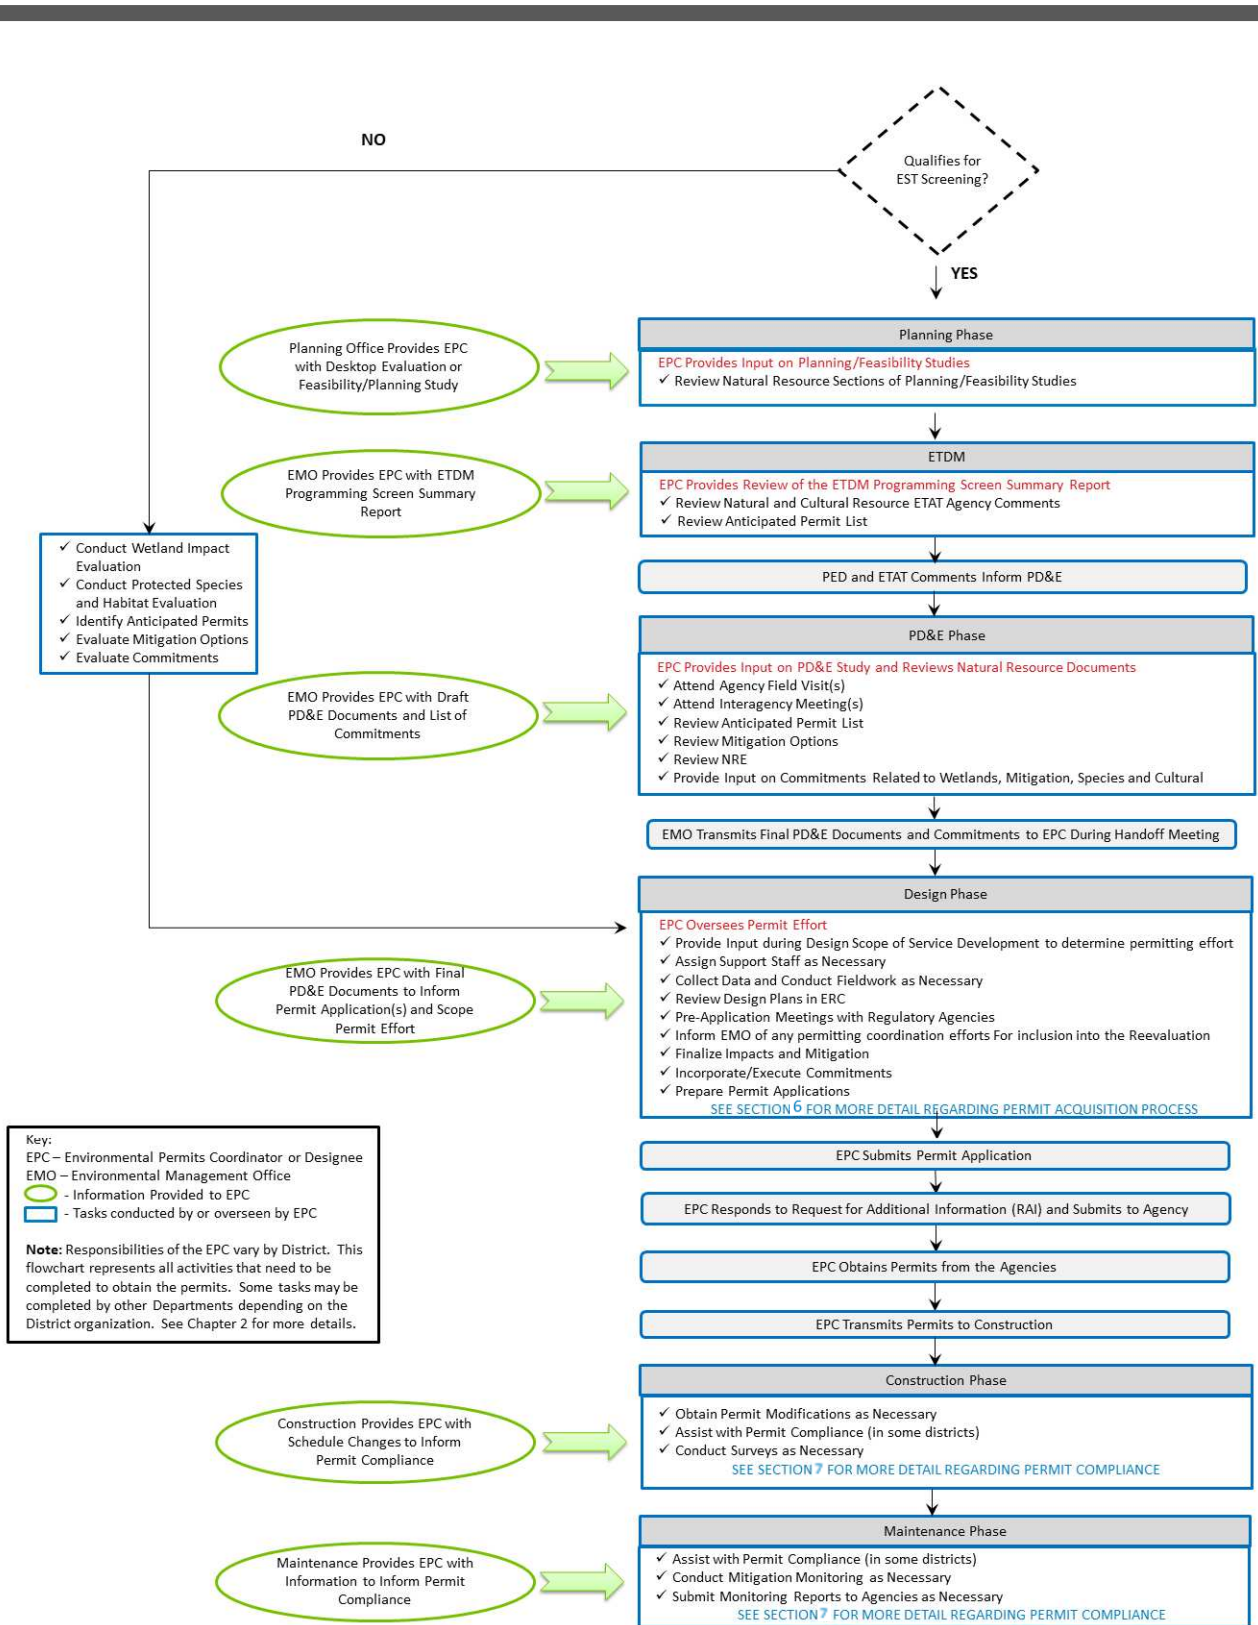 NO
Qualifies for
EST Screening?
YES
Planning Office Provides EPC
with Desktop Evaluation or
Feasibility/Planning Study
Planning Phase
EPC Provides Input on Planning/Feasibility Studies
✓ Review Natural Resource Sections of Planning/Feasibility Studies
EMO Provides EPC with ETDM
Programming Screen Summary
Report
ETDM
EPC Provides Review of the ETDM Programming Screen Summary Report
✓ Review Natural and Cultural Resource ETAT Agency Comments
✓ Review Anticipated Permit List
✓ Conduct Wetland Impact
Evaluation
✓ Conduct Protected Species
and Habitat Evaluation
✓ Identify Anticipated Permits
✓ Evaluate Mitigation Options
✓ Evaluate Commitments
PED and ETAT Comments Inform PD&E
PD&E Phase
EPC Provides Input on PD&E Study and Reviews Natural Resource Documents
✓ Attend Agency Field Visit(s)
✓ Attend Interagency Meeting(s)
✓ Review Anticipated Permit List
✓ Review Mitigation Options
✓ Review NRE
✓ Provide Input on Commitments Related to Wetlands, Mitigation, Species and Cultural
EMO Provides EPC with Draft
PD&E Documents and List of
Commitments
EMO Transmits Final PD&E Documents and Commitments to EPC During Handoff Meeting
Design Phase
EPC Oversees Permit Effort
✓ Provide Input during Design Scope of Service Development to determine permitting effort
✓ Assign Support Staff as Necessary
✓ Collect Data and Conduct Fieldwork as Necessary
✓ Review Design Plans in ERC
✓ Pre-Application Meetings with Regulatory Agencies
✓ Inform EMO of any permitting coordination efforts For inclusion into the Reevaluation
✓ Finalize Impacts and Mitigation
✓ Incorporate/Execute Commitments
✓ Prepare Permit Applications
SEE SECTION 6 FOR MORE DETAIL REGARDING PERMIT ACQUISITION PROCESS
EMO Provides EPC with Final
PD&E Documents to Inform
Permit Application(s) and Scope
Permit Effort
Key:
EPC – Environmental Permits Coordinator or Designee
EMO – Environmental Management Office
- Information Provided to EPC
- Tasks conducted by or overseen by EPC
Note: Responsibilities of the EPC vary by District. This
flowchart represents all activities that need to be
completed to obtain the permits. Some tasks may be
completed by other Departments depending on the
District organization. See Chapter 2 for more details.
EPC Submits Permit Application
EPC Responds to Request for Additional Information (RAI) and Submits to Agency
EPC Obtains Permits from the Agencies
EPC Transmits Permits to Construction
Construction Phase
✓ Obtain Permit Modifications as Necessary
✓ Assist with Permit Compliance (in some districts)
✓ Conduct Surveys as Necessary
SEE SECTION 7 FOR MORE DETAIL REGARDING PERMIT COMPLIANCE
Construction Provides EPC with
Schedule Changes to Inform
Permit Compliance
Maintenance Phase
✓ Assist with Permit Compliance (in some districts)
✓ Conduct Mitigation Monitoring as Necessary
✓ Submit Monitoring Reports to Agencies as Necessary
SEE SECTION 7 FOR MORE DETAIL REGARDING PERMIT COMPLIANCE
Maintenance Provides EPC with
Information to Inform Permit
Compliance